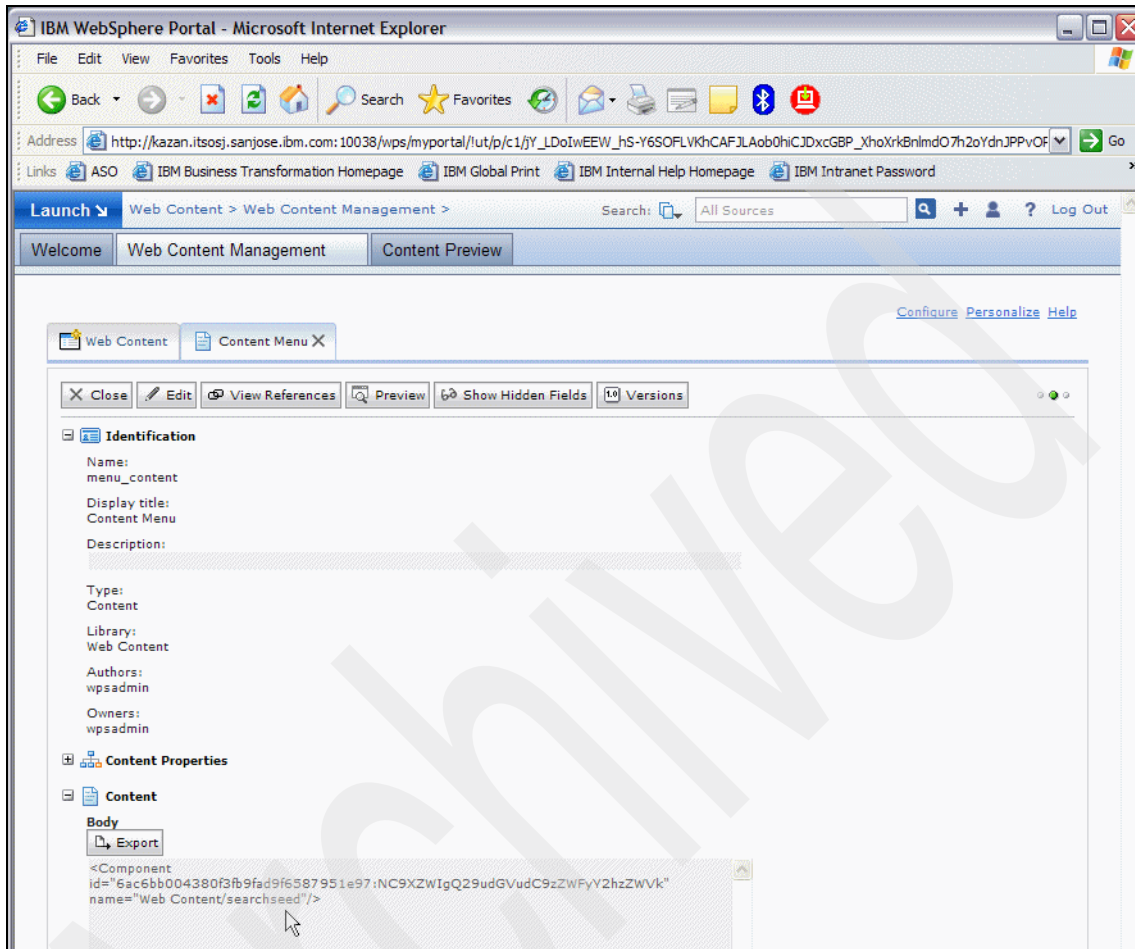 IBM WebSphere Portal - Microsoft Internet Explorer
File Edit View Favorites Tools Help
Back Search Favorites
Address http://kazan.itsosj.sanjose.ibm.com:10038/wps/myportal/!ut/p/c1/jY_LDoIwEEW_hS-Y6SOFLVKhCAFJLAob0hiCJDxcGBP_XhoXrkBnlmdO7h2oYdnJPPvOF Go
Links ASO IBM Business Transformation Homepage IBM Global Print IBM Internal Help Homepage IBM Intranet Password
Launch Web Content > Web Content Management > Search: All Sources ? Log Out
Welcome Web Content Management Content Preview
Configure Personalize Help
Web Content Content Menu X
X Close Edit View References Preview Show Hidden Fields 1.0 Versions
Identification
Name:
menu_content
Display title:
Content Menu
Description:
Type:
Content
Library:
Web Content
Authors:
wpsadmin
Owners:
wpsadmin
Content Properties
Content
Body
Export
<Component
id="6ac6bb004380f3fb9fad9f6587951e97:NC9XZWIgQ29udGVudC9zZWFyY2hzZWVk"
name="Web Content/searchseed"/>
Archived